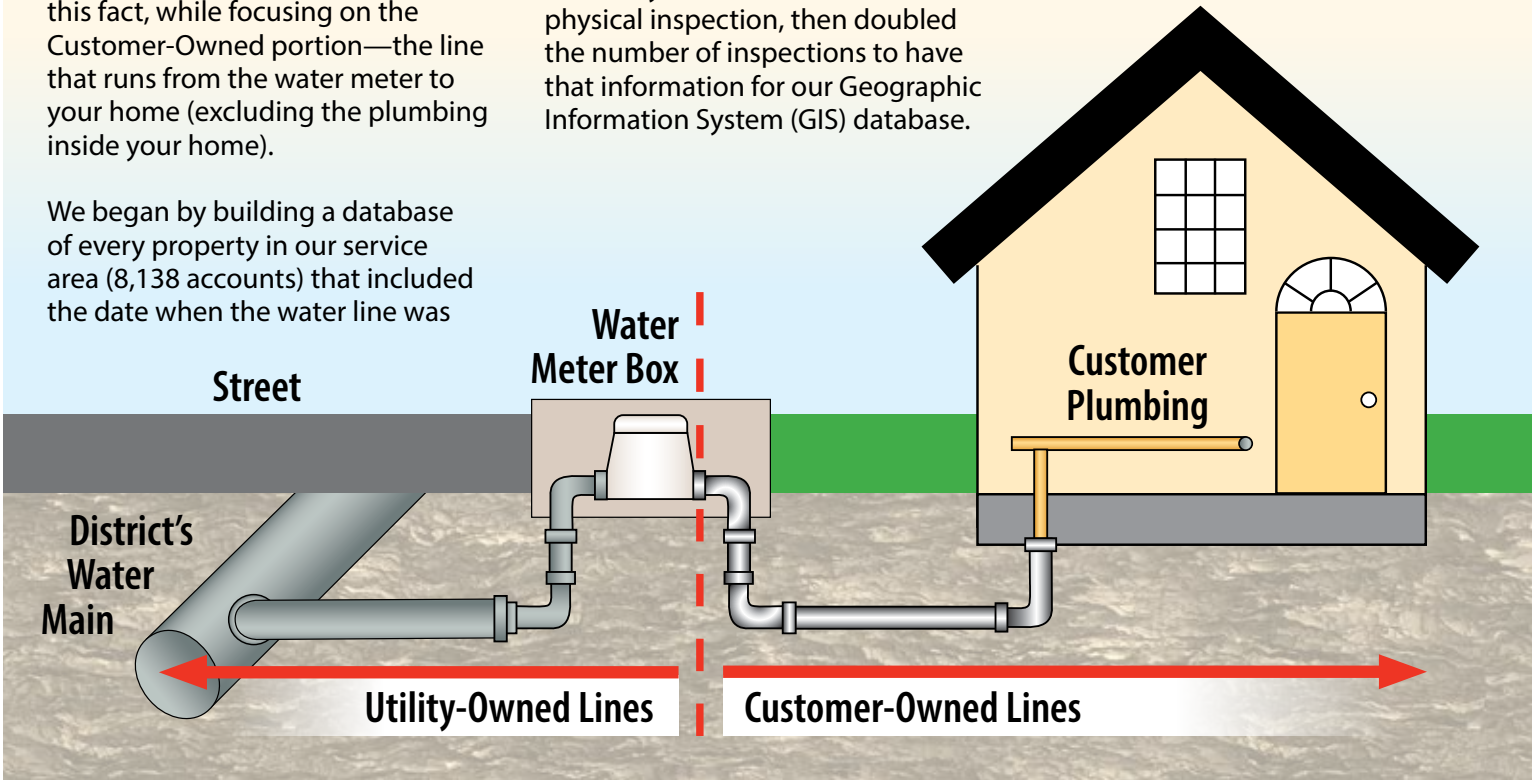 this fact, while focusing on the
Customer-Owned portion—the line
that runs from the water meter to
your home (excluding the plumbing
inside your home).
We began by building a database
of every property in our service
area (8,138 accounts) that included
the date when the water line was
physical inspection, then doubled
the number of inspections to have
that information for our Geographic
Information System (GIS) database.
Street
Water
Meter Box
Customer
Plumbing
District's
Water
Main
Utility-Owned Lines
Customer-Owned Lines